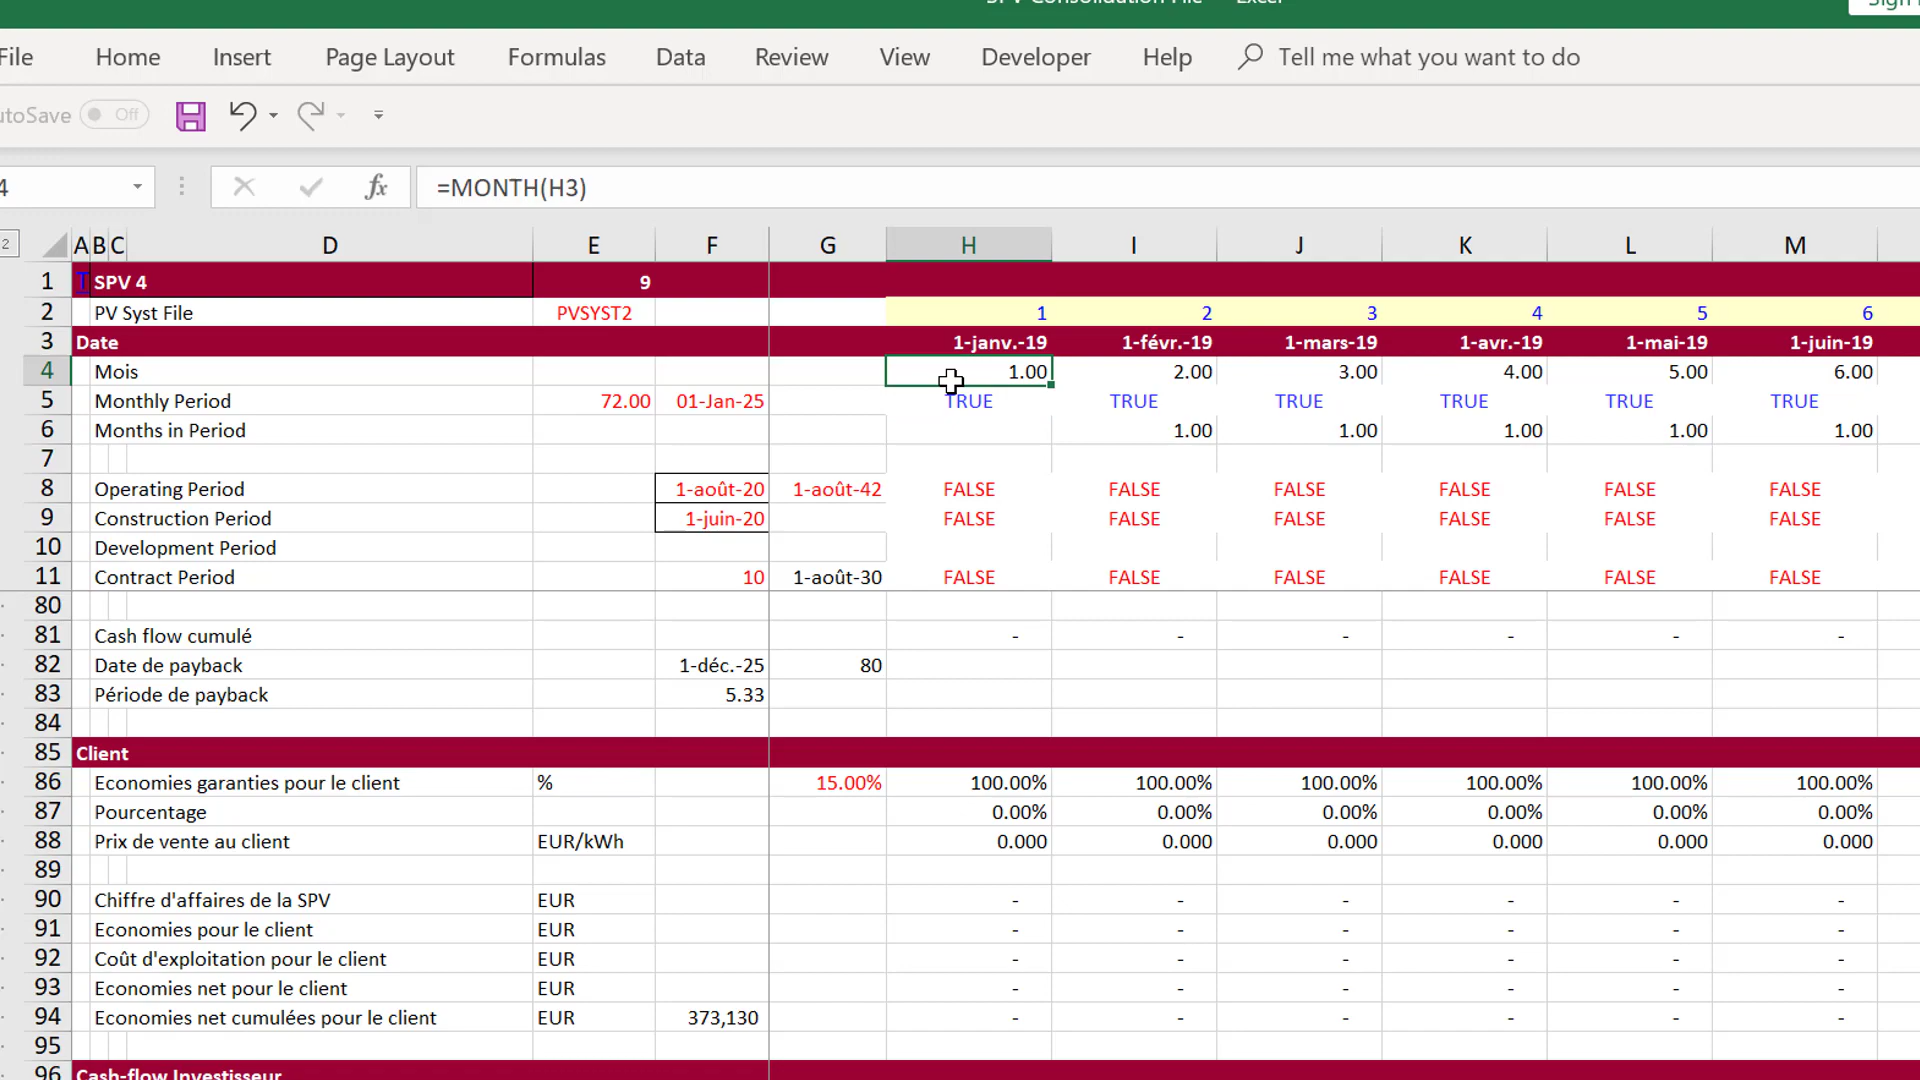 SPV Consolidation File - Excel
Sign
File Home Insert Page Layout Formulas Data Review View Developer Help Tell me what you want to do
utoSave Off
4 fx =MONTH(H3)
2 A B C D E F G H I J K L M
1 T SPV 4 9
2 PV Syst File PVSYST2 1 2 3 4 5 6
3 Date 1-janv.-19 1-févr.-19 1-mars-19 1-avr.-19 1-mai-19 1-juin-19
4 Mois 1.00 2.00 3.00 4.00 5.00 6.00
5 Monthly Period 72.00 01-Jan-25 TRUE TRUE TRUE TRUE TRUE TRUE
6 Months in Period 1.00 1.00 1.00 1.00 1.00
7
8 Operating Period 1-août-20 1-août-42 FALSE FALSE FALSE FALSE FALSE FALSE
9 Construction Period 1-juin-20 FALSE FALSE FALSE FALSE FALSE FALSE
10 Development Period
11 Contract Period 10 1-août-30 FALSE FALSE FALSE FALSE FALSE FALSE
80
81 Cash flow cumulé - - - - - -
82 Date de payback 1-déc.-25 80
83 Période de payback 5.33
84
85 Client
86 Economies garanties pour le client % 15.00% 100.00% 100.00% 100.00% 100.00% 100.00% 100.00%
87 Pourcentage 0.00% 0.00% 0.00% 0.00% 0.00% 0.00%
88 Prix de vente au client EUR/kWh 0.000 0.000 0.000 0.000 0.000 0.000
89
90 Chiffre d'affaires de la SPV EUR - - - - - -
91 Economies pour le client EUR - - - - - -
92 Coût d'exploitation pour le client EUR - - - - - -
93 Economies net pour le client EUR - - - - - -
94 Economies net cumulées pour le client EUR 373,130 - - - - - -
95
96 Cash-flow Investisseur